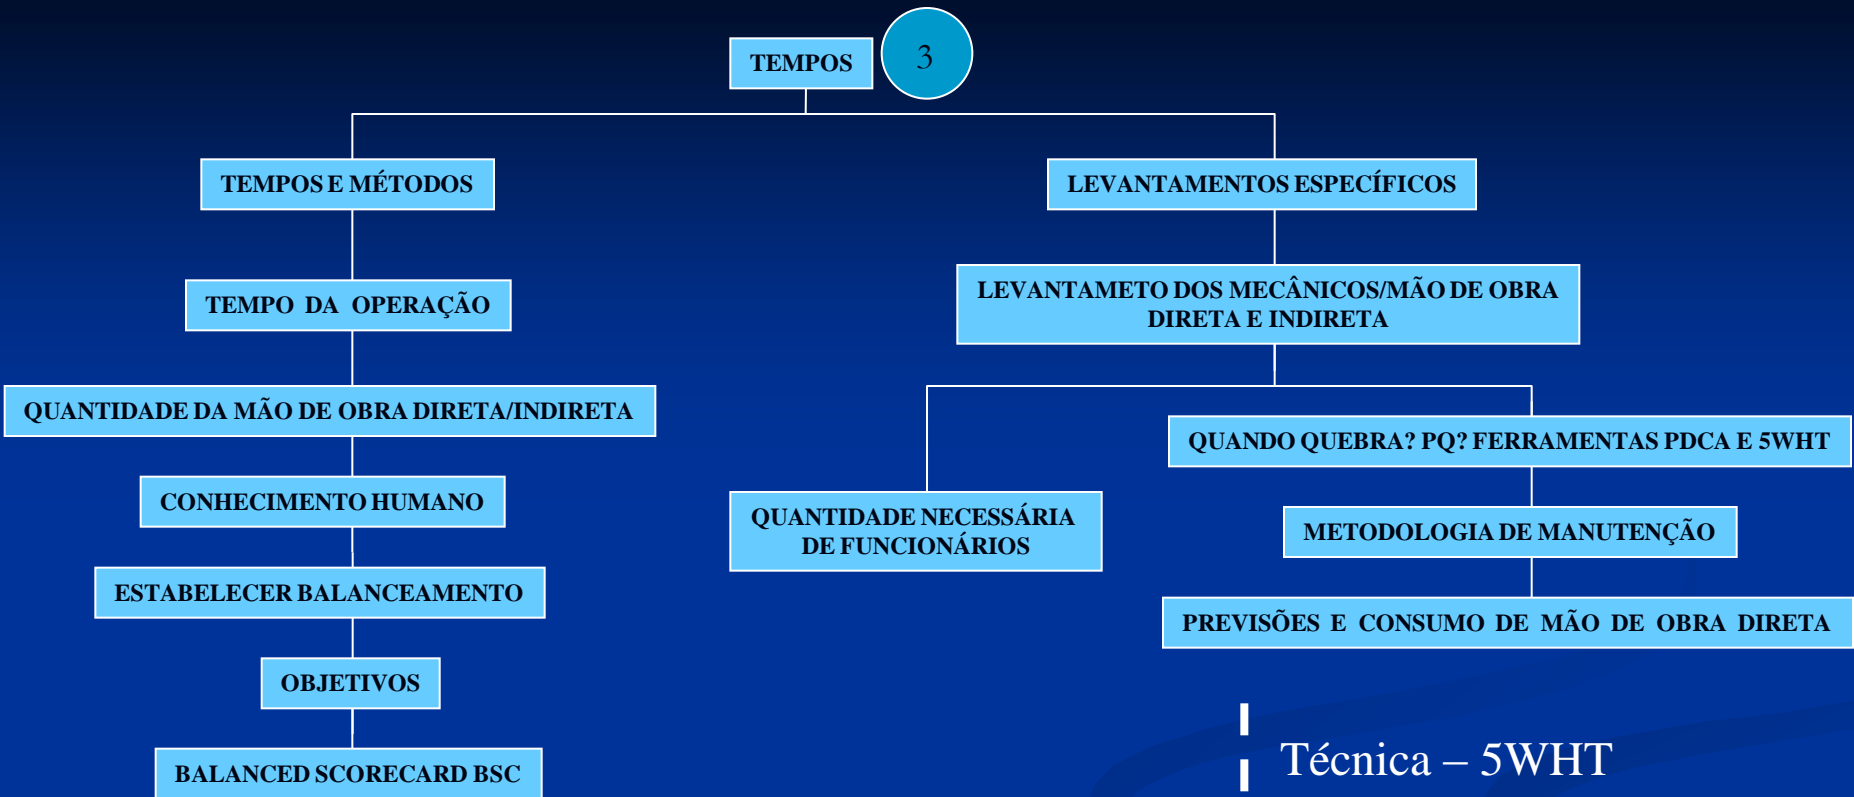 TEMPOS
3
TEMPOS E MÉTODOS
LEVANTAMENTOS ESPECÍFICOS
TEMPO DA OPERAÇÃO
LEVANTAMETO DOS MECÂNICOS/MÃO DE OBRA
DIRETA E INDIRETA
QUANTIDADE DA MÃO DE OBRA DIRETA/INDIRETA
QUANDO QUEBRA? PQ? FERRAMENTAS PDCA E 5WHT
CONHECIMENTO HUMANO
QUANTIDADE NECESSÁRIA
DE FUNCIONÁRIOS
METODOLOGIA DE MANUTENÇÃO
ESTABELECER BALANCEAMENTO
PREVISÕES E CONSUMO DE MÃO DE OBRA DIRETA
OBJETIVOS
BALANCED SCORECARD BSC
Técnica – 5WHT